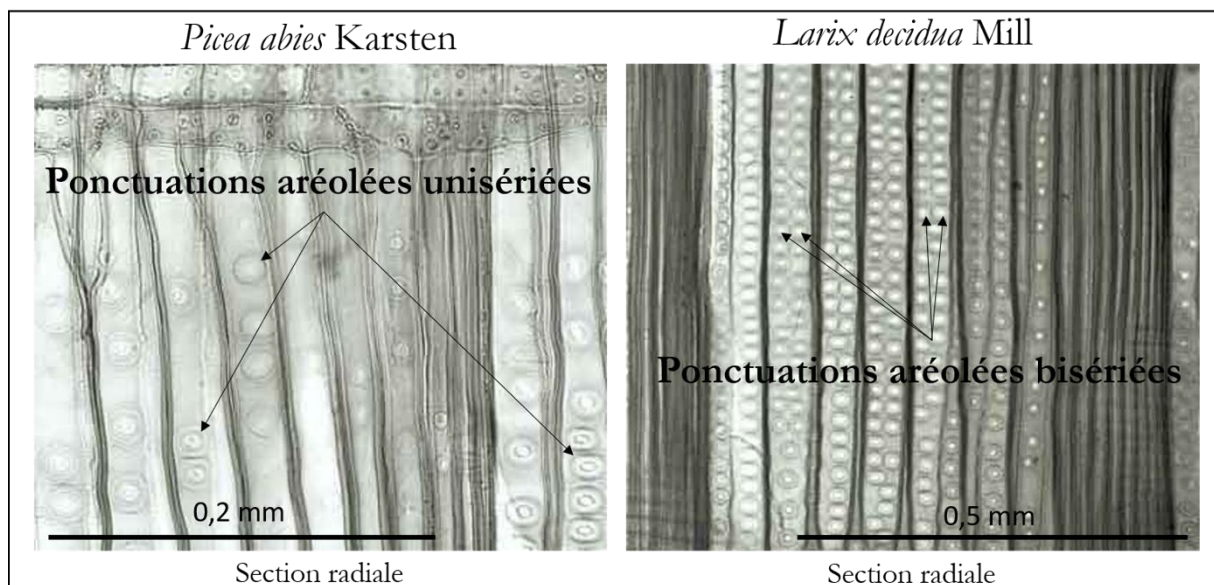 Picea abies Karsten
Larix decidua Mill
Ponctuations aréolées unisériées
Ponctuations aréolées bisériées
0,2 mm
0,5 mm
Section radiale
Section radiale